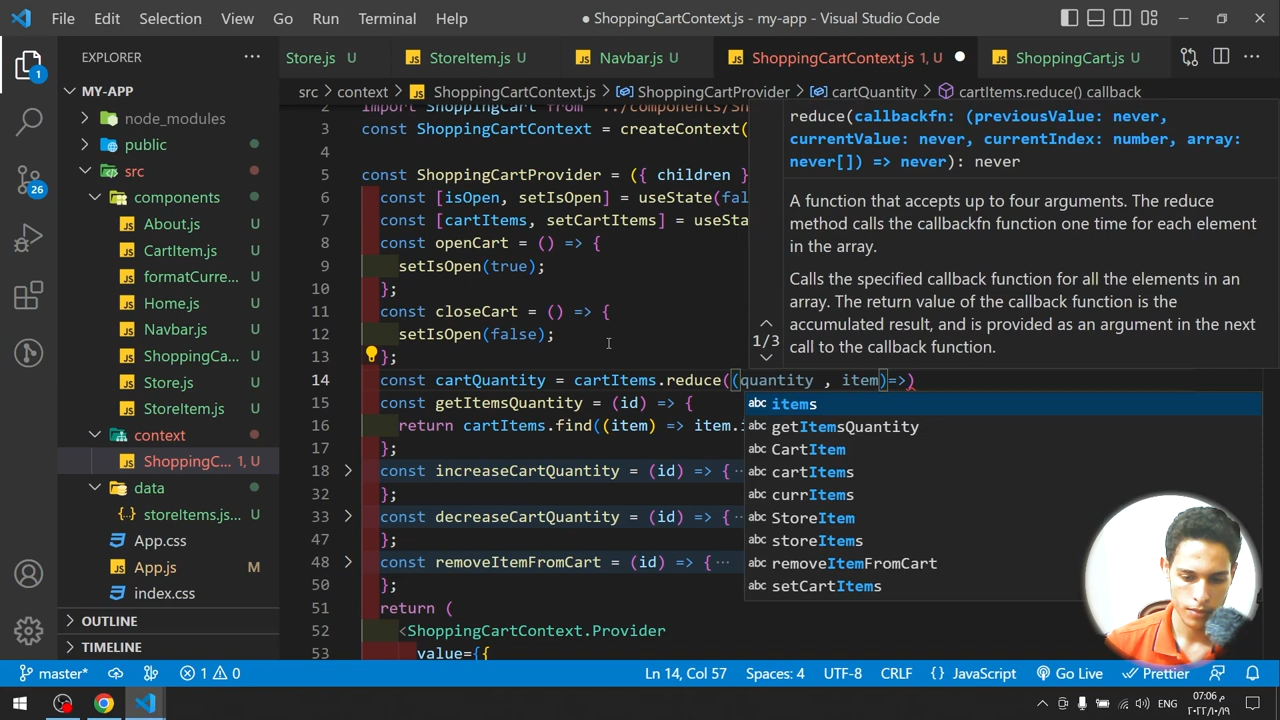 File Edit Selection View Go Run Terminal Help
● ShoppingCartContext.js - my-app - Visual Studio Code
EXPLORER
Store.js U
StoreItem.js U
Navbar.js U
ShoppingCartContext.js 1, U
ShoppingCart.js U
MY-APP
src > context > ShoppingCartContext.js > ShoppingCartProvider > cartQuantity > cartItems.reduce() callback
node_modules
public
src
components
About.js U
CartItem.js U
formatCurre... U
Home.js U
Navbar.js U
ShoppingCa... U
Store.js U
StoreItem.js U
context
ShoppingC... 1, U
data
storeItems.js... U
App.css
App.js M
index.css
OUTLINE
TIMELINE
1
26
2 import ShoppingCart from "../components/Sh
3 const ShoppingCartContext = createContext(
4
5 const ShoppingCartProvider = ({ children }
6 const [isOpen, setIsOpen] = useState(fal
7 const [cartItems, setCartItems] = useSta
8 const openCart = () => {
9 setIsOpen(true);
10 };
11 const closeCart = () => {
12 setIsOpen(false);
13 };
14 const cartQuantity = cartItems.reduce((quantity , item)=>)
15 const getItemsQuantity = (id) => {
16 return cartItems.find((item) => item.i
17 };
18 const increaseCartQuantity = (id) => {…
32 };
33 const decreaseCartQuantity = (id) => {…
47 };
48 const removeItemFromCart = (id) => {…
50 };
51 return (
52 <ShoppingCartContext.Provider
53 value={{
reduce(callbackfn: (previousValue: never,
currentValue: never, currentIndex: number, array:
never[]) => never): never
A function that accepts up to four arguments. The reduce
method calls the callbackfn function one time for each element
in the array.
Calls the specified callback function for all the elements in an
array. The return value of the callback function is the
accumulated result, and is provided as an argument in the next
call to the callback function.
1/3
abc items
abc getItemsQuantity
abc CartItem
abc cartItems
abc currItems
abc StoreItem
abc storeItems
abc removeItemFromCart
abc setCartItems
master* 1 0 Ln 14, Col 57 Spaces: 4 UTF-8 CRLF JavaScript Go Live Prettier
ENG
07:06 م
٢٠٢٢/١٠/١٩